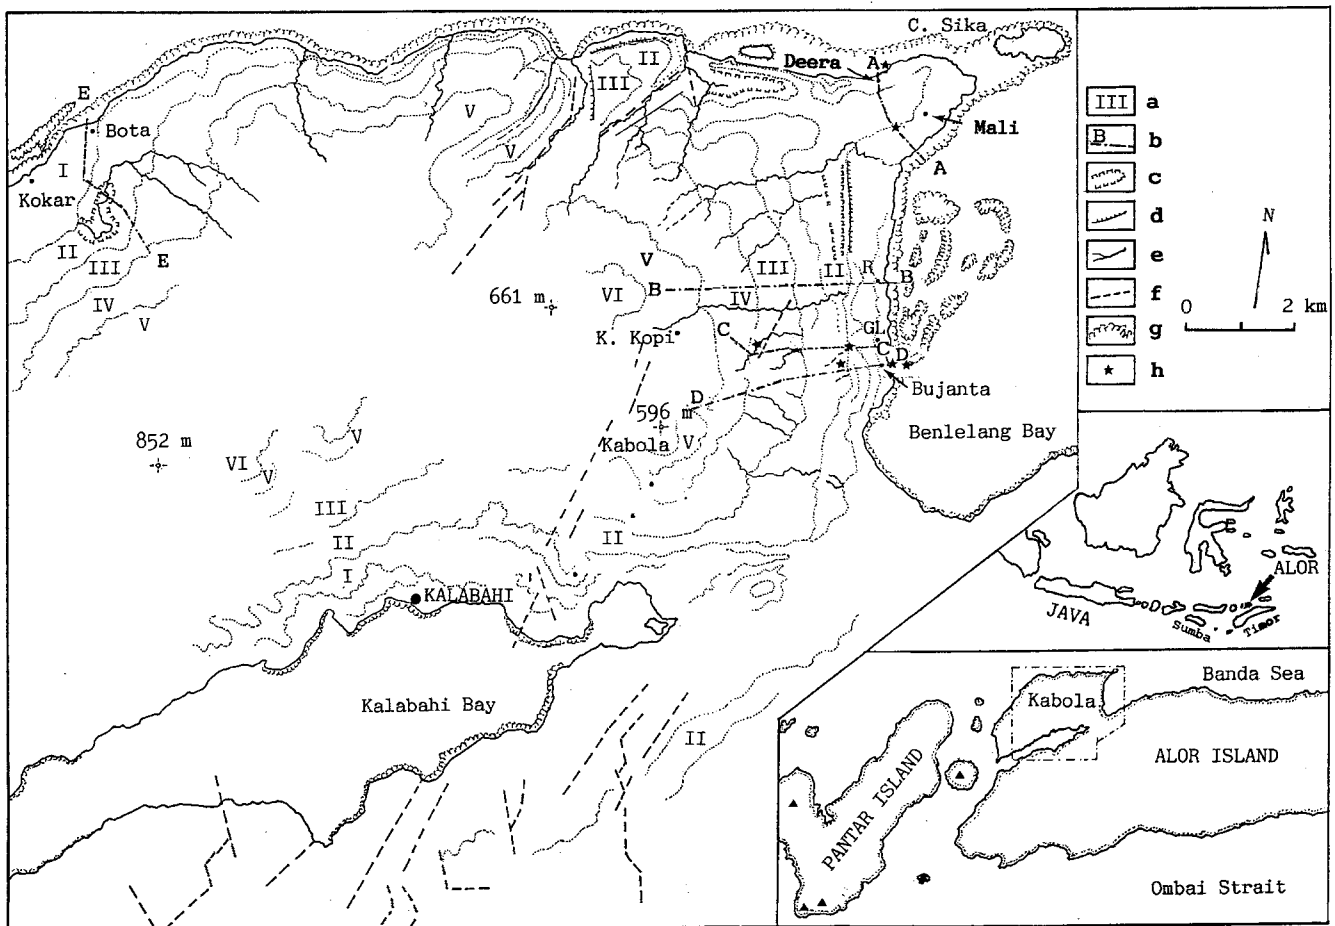 C. Sika
II
Deera
A
III
E
V
Bota
Mali
V
I
A
Kokar
II
E
III
V
III
II
R
B
IV
VI
B
IV
661 m
V
C
GL
K. Kopi
C
D
Bujanta
D
596 m
852 m
V
Kabola
V
Benlelang Bay
VI
V
III
II
II
I
KALABAHI
Kalabahi Bay
II
III a
B b
c
d
e
f
g
h
N
0 2 km
ALOR
JAVA
Sumba
Timor
Banda Sea
Kabola
ALOR ISLAND
PANTAR ISLAND
Ombai Strait